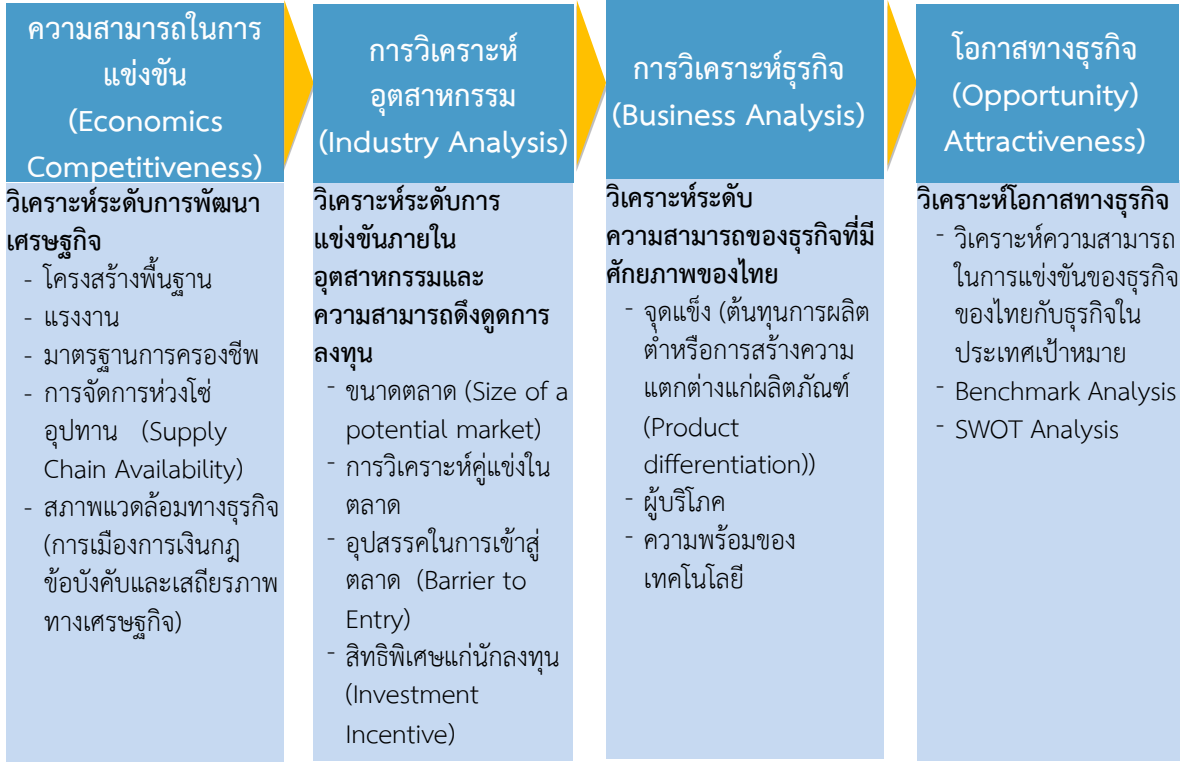 ความสามารถในการ
แข่งขัน
(Economics
Competitiveness)
วิเคราะห์ระดับการพัฒนา
เศรษฐกิจ
- โครงสร้างพื้นฐาน
- แรงงาน
- มาตรฐานการครองชีพ
- การจัดการห่วงโซ่
อุปทาน (Supply
Chain Availability)
- สภาพแวดล้อมทางธุรกิจ
(การเมืองการเงินกฎ
ข้อบังคับและเสถียรภาพ
ทางเศรษฐกิจ)
การวิเคราะห์
อุตสาหกรรม
(Industry Analysis)
วิเคราะห์ระดับการ
แข่งขันภายใน
อุตสาหกรรมและ
ความสามารถดึงดูดการ
ลงทุน
- ขนาดตลาด (Size of a
potential market)
- การวิเคราะห์คู่แข่งใน
ตลาด
- อุปสรรคในการเข้าสู่
ตลาด (Barrier to
Entry)
- สิทธิพิเศษแก่นักลงทุน
(Investment
Incentive)
การวิเคราะห์ธุรกิจ
(Business Analysis)
วิเคราะห์ระดับ
ความสามารถของธุรกิจที่มี
ศักยภาพของไทย
- จุดแข็ง (ต้นทุนการผลิต
ต่ำหรือการสร้างความ
แตกต่างแก่ผลิตภัณฑ์
(Product
differentiation))
- ผู้บริโภค
- ความพร้อมของ
เทคโนโลยี
โอกาสทางธุรกิจ
(Opportunity)
Attractiveness)
วิเคราะห์โอกาสทางธุรกิจ
- วิเคราะห์ความสามารถ
ในการแข่งขันของธุรกิจ
ของไทยกับธุรกิจใน
ประเทศเป้าหมาย
- Benchmark Analysis
- SWOT Analysis